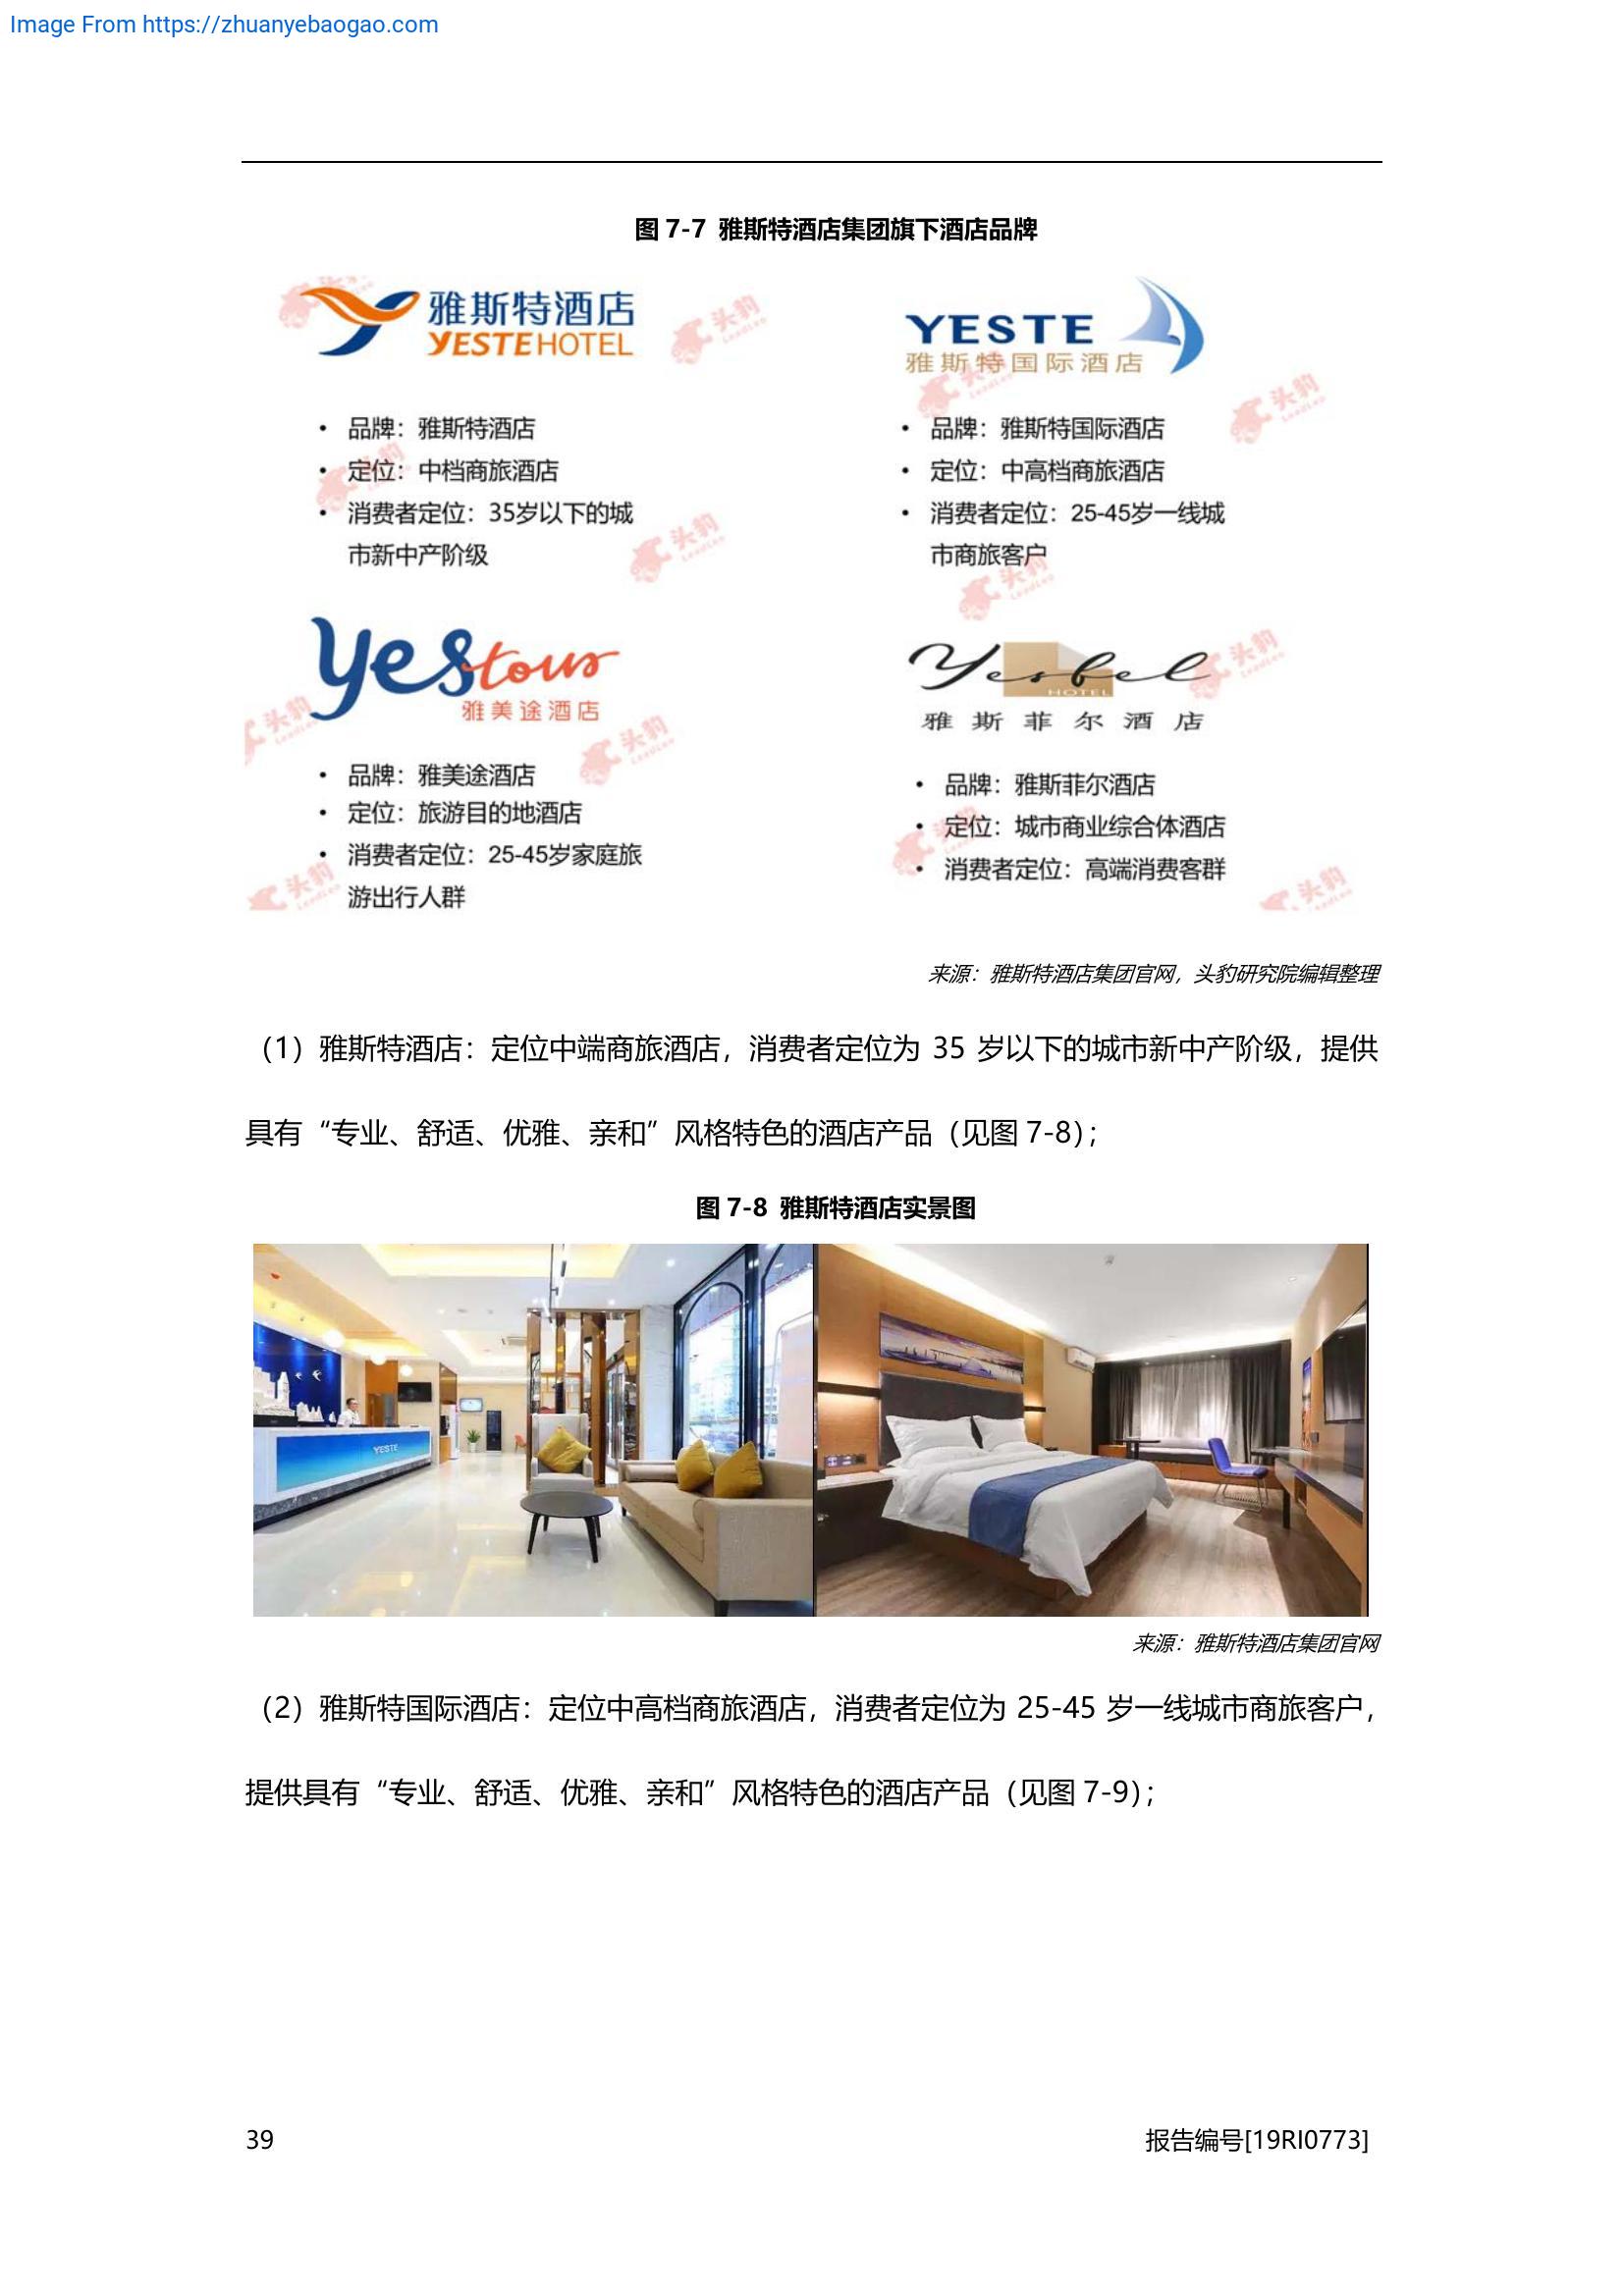 Image From https://zhuanyebaogao.com
图 7-7 雅斯特酒店集团旗下酒店品牌
雅斯特酒店
YESTE HOTEL
• 品牌：雅斯特酒店
• 定位：中档商旅酒店
• 消费者定位：35岁以下的城
市新中产阶级
YESTE
雅斯特国际酒店
• 品牌：雅斯特国际酒店
• 定位：中高档商旅酒店
• 消费者定位：25-45岁一线城
市商旅客户
yestour
雅美途酒店
• 品牌：雅美途酒店
• 定位：旅游目的地酒店
• 消费者定位：25-45岁家庭旅
游出行人群
Yesbel
HOTEL
雅斯菲尔酒店
• 品牌：雅斯菲尔酒店
• 定位：城市商业综合体酒店
• 消费者定位：高端消费客群
头豹
LeadLeo
来源：雅斯特酒店集团官网，头豹研究院编辑整理
（1）雅斯特酒店：定位中端商旅酒店，消费者定位为 35 岁以下的城市新中产阶级，提供
具有“专业、舒适、优雅、亲和”风格特色的酒店产品（见图 7-8）；
图 7-8 雅斯特酒店实景图
YESTE
来源：雅斯特酒店集团官网
（2）雅斯特国际酒店：定位中高档商旅酒店，消费者定位为 25-45 岁一线城市商旅客户，
提供具有“专业、舒适、优雅、亲和”风格特色的酒店产品（见图 7-9）；
39
报告编号[19RI0773]